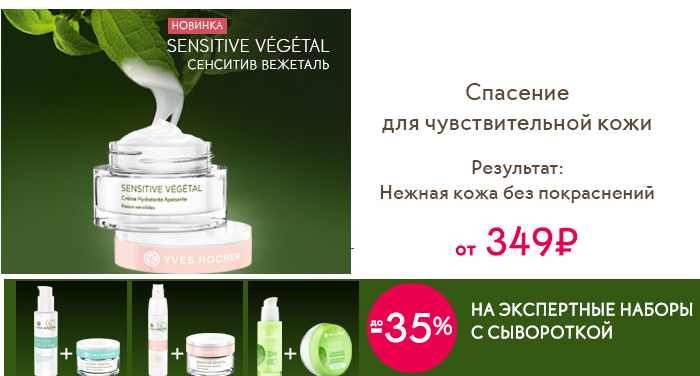 НОВИНКА
SENSITIVE VÉGÉTAL
СЕНСИТИВ ВЕЖЕТАЛЬ
SENSITIVE VÉGÉTAL
Crème Hydratante Apaisante
Peaux sensibles
YVES ROCHER
Спасение
для чувствительной кожи
Результат:
Нежная кожа без покраснений
от 349₽
+
+
+
до -35%
НА ЭКСПЕРТНЫЕ НАБОРЫ
С СЫВОРОТКОЙ